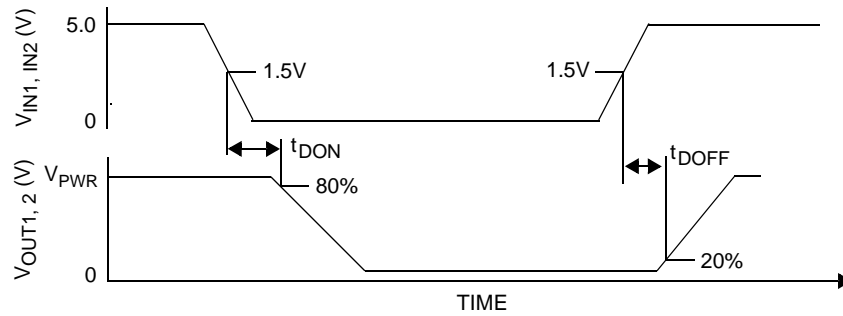 VIN1, IN2 (V)
5.0
0
1.5V
1.5V
tDON
tDOFF
VOUT1, 2 (V)
VPWR
0
80%
20%
TIME